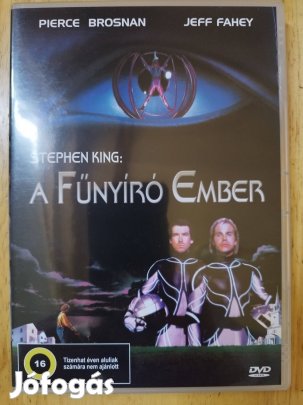 PIERCE BROSNAN JEFF FAHEY
STEPHEN KING:
A FŰNYÍRÓ EMBER
16
Tizenhat éven aluliak
számára nem ajánlott
DVD
Jófogás